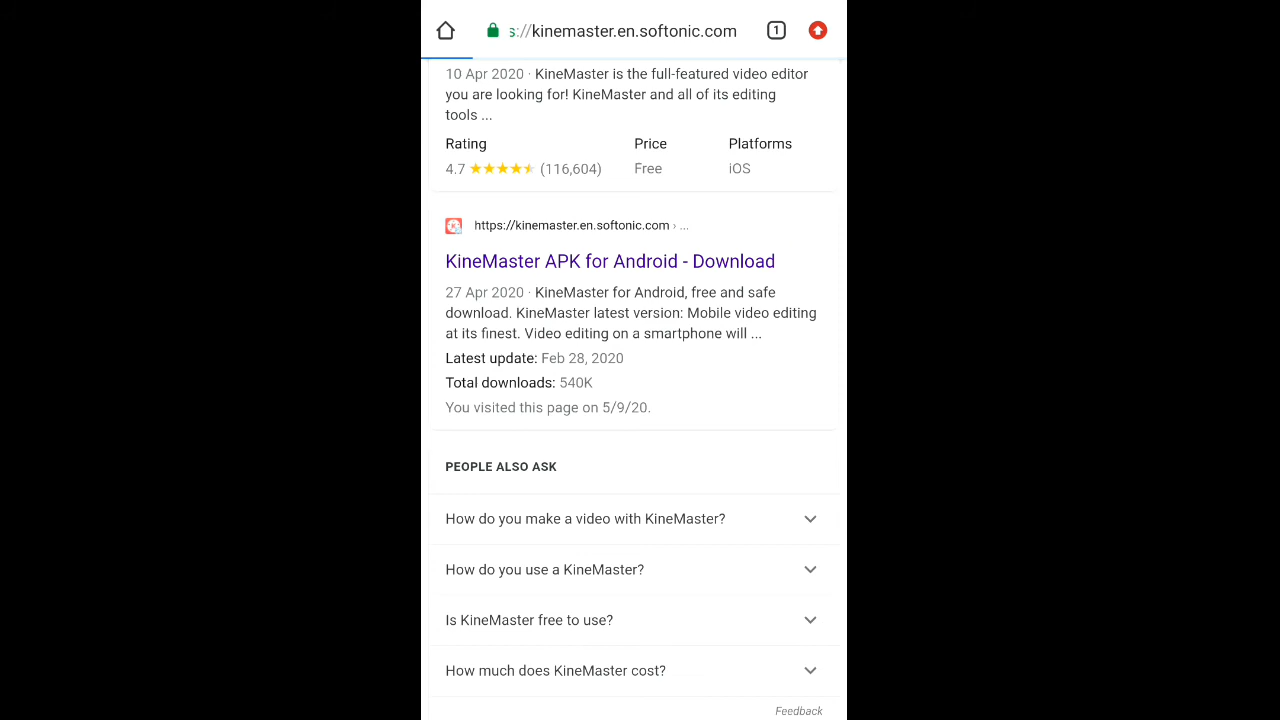 s://kinemaster.en.softonic.com 1
10 Apr 2020 · KineMaster is the full-featured video editor
you are looking for! KineMaster and all of its editing
tools ...
Rating Price Platforms
4.7 ★★★★★ (116,604) Free iOS
https://kinemaster.en.softonic.com › ...
KineMaster APK for Android - Download
27 Apr 2020 · KineMaster for Android, free and safe
download. KineMaster latest version: Mobile video editing
at its finest. Video editing on a smartphone will ...
Latest update: Feb 28, 2020
Total downloads: 540K
You visited this page on 5/9/20.
PEOPLE ALSO ASK
How do you make a video with KineMaster?
How do you use a KineMaster?
Is KineMaster free to use?
How much does KineMaster cost?
Feedback